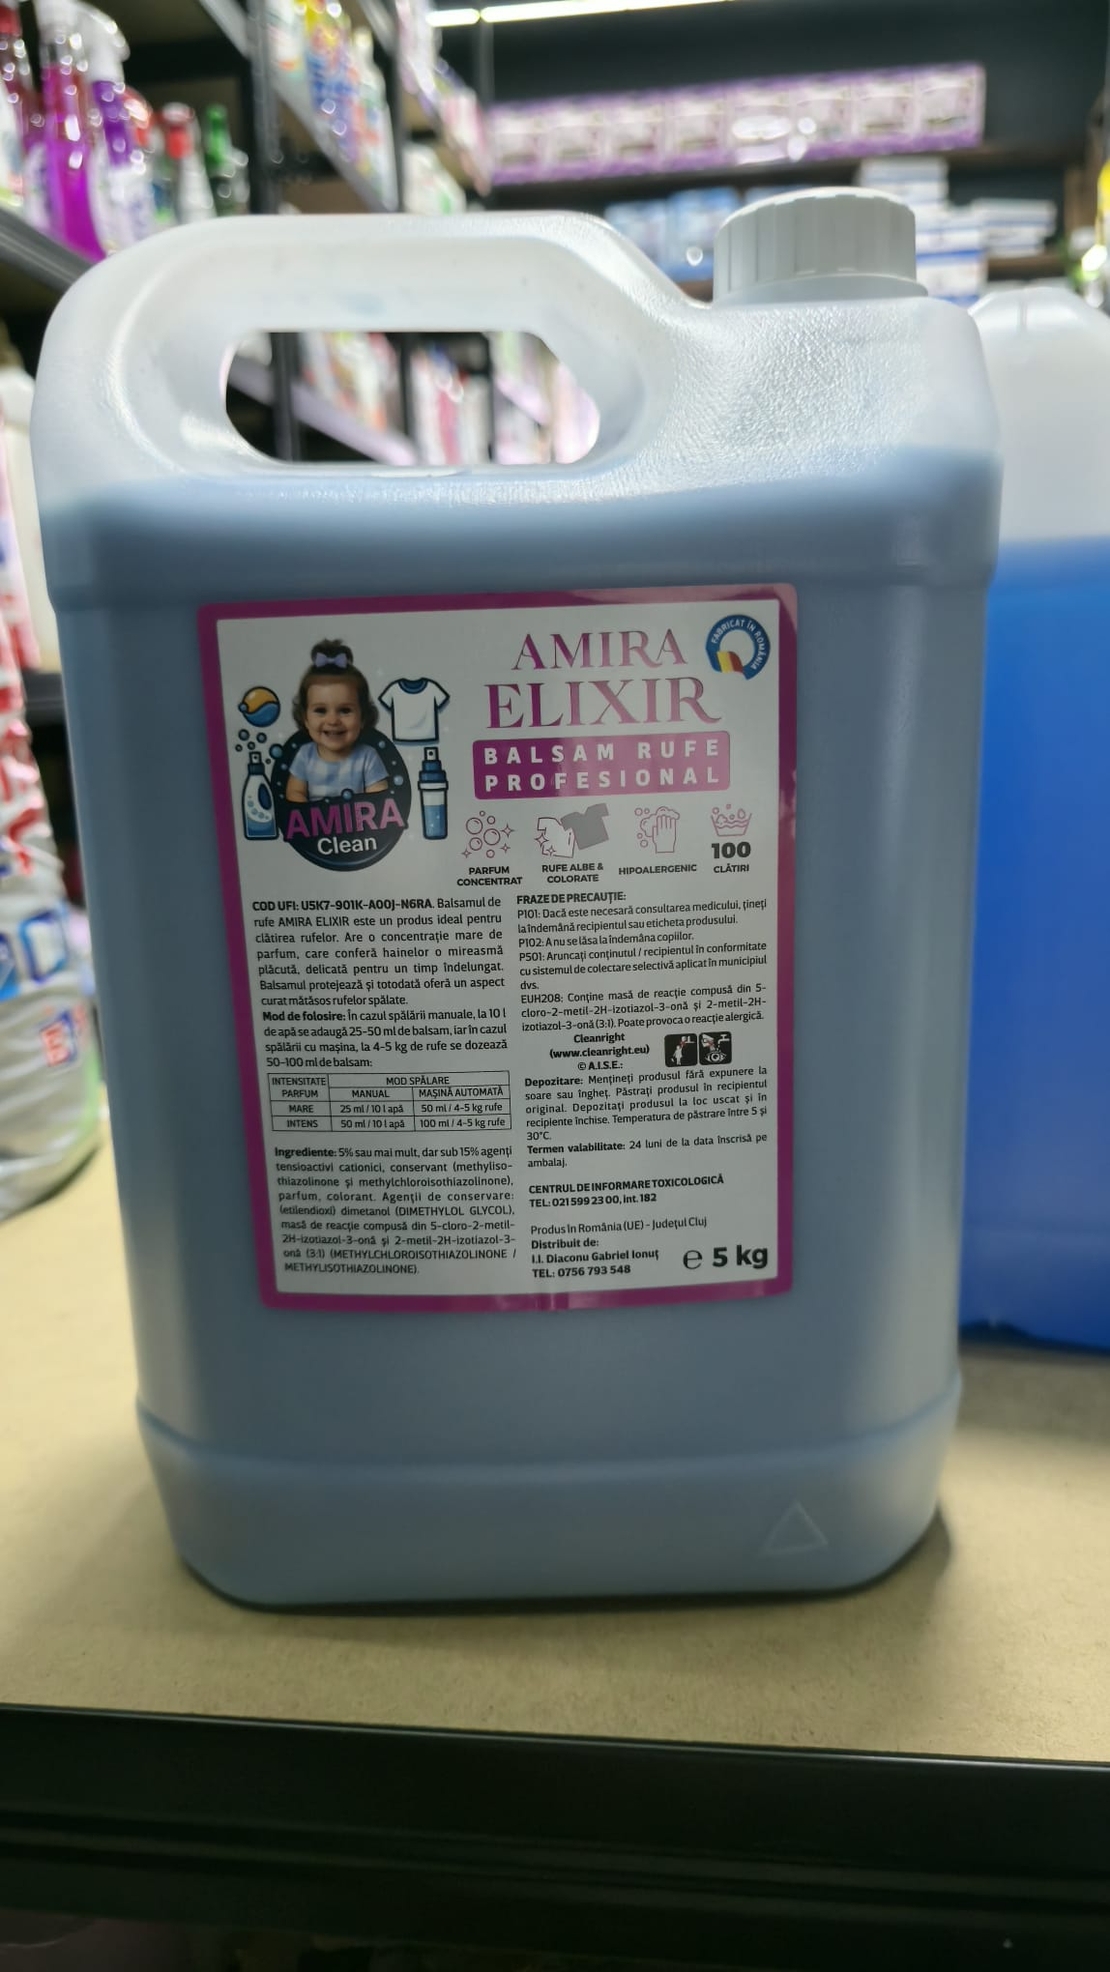 AMIRA
ELIXIR
BALSAM RUFE
PROFESIONAL
FABRICAT ÎN ROMÂNIA
AMIRA
Clean
PARFUM
CONCENTRAT
RUFE ALBE &
COLORATE
HIPOALERGENIC
100
CLĂTIRI
COD UFI: U5K7-901K-A00J-N6RA. Balsamul de
rufe AMIRA ELIXIR este un produs ideal pentru
clătirea rufelor. Are o concentrație mare de
parfum, care conferă hainelor o mireasmă
plăcută, delicată pentru un timp îndelungat.
Balsamul protejează și totodată oferă un aspect
curat mătăsos rufelor spălate.
Mod de folosire: În cazul spălării manuale, la 10 l
de apă se adaugă 25-50 ml de balsam, iar în cazul
spălării cu mașina, la 4-5 kg de rufe se dozează
50-100 ml de balsam:
INTENSITATE PARFUM MOD SPĂLARE
MANUAL MAȘINĂ AUTOMATĂ
MARE 25 ml / 10 l apă 50 ml / 4-5 kg rufe
INTENS 50 ml / 10 l apă 100 ml / 4-5 kg rufe
Ingrediente: 5% sau mai mult, dar sub 15% agenți
tensioactivi cationici, conservant (methyliso-
thiazolinone și methylchloroisothiazolinone),
parfum, colorant. Agenții de conservare:
(etilendioxi) dimetanol (DIMETHYLOL GLYCOL),
masă de reacție compusă din 5-cloro-2-metil-
2H-izotiazol-3-onă și 2-metil-2H-izotiazol-3-
onă (3:1) (METHYLCHLOROISOTHIAZOLINONE /
METHYLISOTHIAZOLINONE).
FRAZE DE PRECAUȚIE:
P101: Dacă este necesară consultarea medicului, țineți
la îndemână recipientul sau eticheta produsului.
P102: A nu se lăsa la îndemâna copiilor.
P501: Aruncați conținutul / recipientul în conformitate
cu sistemul de colectare selectivă aplicat în municipiul
dvs.
EUH208: Conține masă de reacție compusă din 5-
cloro-2-metil-2H-izotiazol-3-onă și 2-metil-2H-
izotiazol-3-onă (3:1). Poate provoca o reacție alergică.
Cleanright
(www.cleanright.eu)
© A.I.S.E.:
Depozitare: Mențineți produsul fără expunere la
soare sau îngheț. Păstrați produsul în recipientul
original. Depozitați produsul la loc uscat și în
recipiente închise. Temperatura de păstrare între 5 și
30°C.
Termen valabilitate: 24 luni de la data înscrisă pe
ambalaj.
CENTRUL DE INFORMARE TOXICOLOGICĂ
TEL: 021 599 23 00, int. 182
Produs în România (UE) - Județul Cluj
Distribuit de:
I.I. Diaconu Gabriel Ionuț
TEL: 0756 793 548
e 5 kg